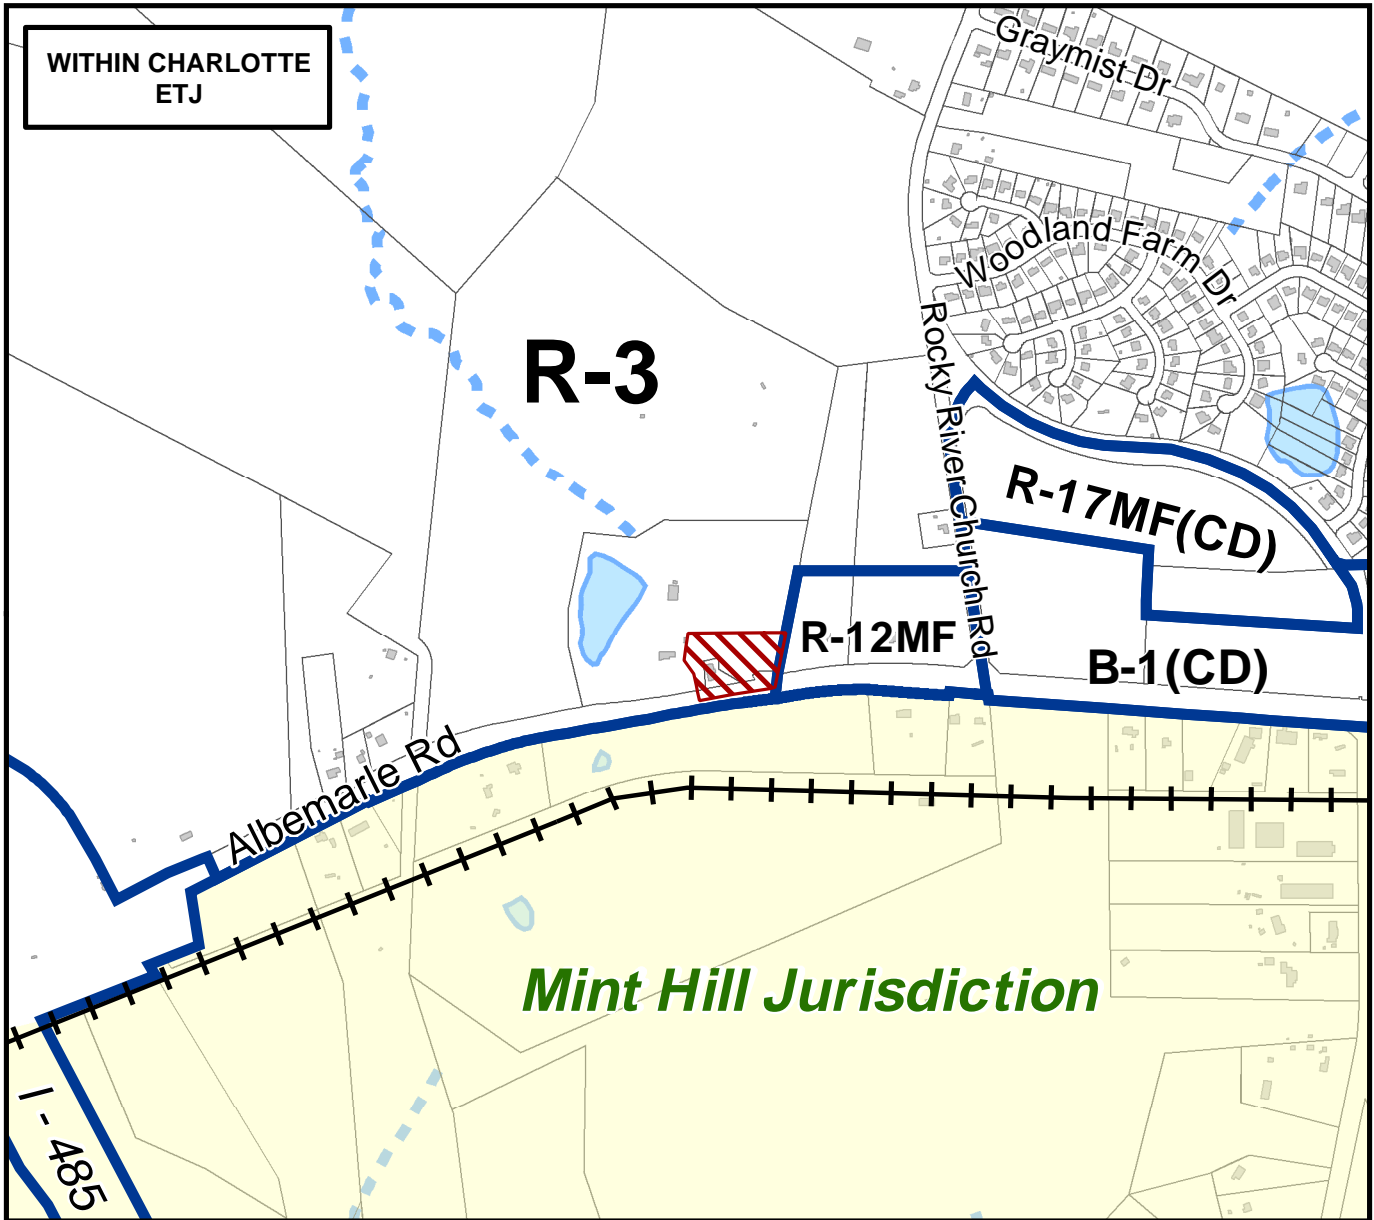 WITHIN CHARLOTTE
ETJ
Graymist Dr
Woodland Farm Dr
Rocky River Church Rd
R-3
R-17MF(CD)
R-12MF
B-1(CD)
Albemarle Rd
Mint Hill Jurisdiction
I - 485